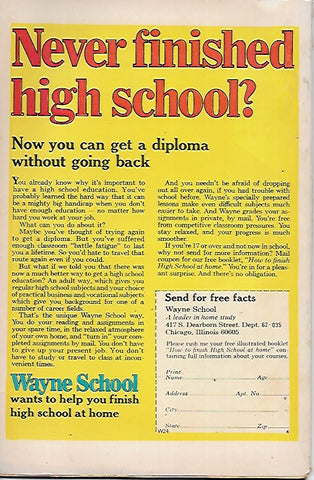 Never finished
high school?
Now you can get a diploma
without going back
You already know why it's important to
have a high school education. You've
probably learned the hard way that it can
be a mighty big handicap when you don't
have enough education — no matter how
hard you work at your job.
What can you do about it?
Maybe you've thought of trying again
to get a diploma. But you've suffered
enough classroom "battle fatigue" to last
you a lifetime. So you'd hate to travel that
route again even if you could.
But what if we told you that there was
now a much better way to get a high school
education? An adult way, which gives you
regular high school subjects and your choice
of practical business and vocational subjects
which give you background for one of a
number of career fields.
That's the unique Wayne School way.
You do your reading and assignments in
your spare time, in the relaxed atmosphere
of your own home, and "turn in" your com-
pleted assignments by mail. You don't have
to give up your present job. You don't
have to study or travel to class at incon-
venient times.
Wayne School
wants to help you finish
high school at home
And you needn't be afraid of dropping
out all over again, if you had trouble with
school before. Wayne's specially prepared
lessons make even difficult subjects much
easier to take. And Wayne grades your as-
signments in private, by mail. You're free
from competitive classroom pressures. You
stay relaxed, and your progress is much
smoother.
If you're 17 or over and not now in school,
why not send for more information? Mail
coupon for our free booklet, "How to finish
High School at home." You're in for a pleas-
ant surprise. And there's no obligation.
Send for free facts
Wayne School
A leader in home study
417 S. Dearborn Street. Dept. 62-035
Chicago, Illinois 60605
Please rush me your free illustrated booklet
"How to finish High School at home" con-
taining full information about your courses.
Print
Name Age
Address Apt. No.
City
State Zip
W24 4